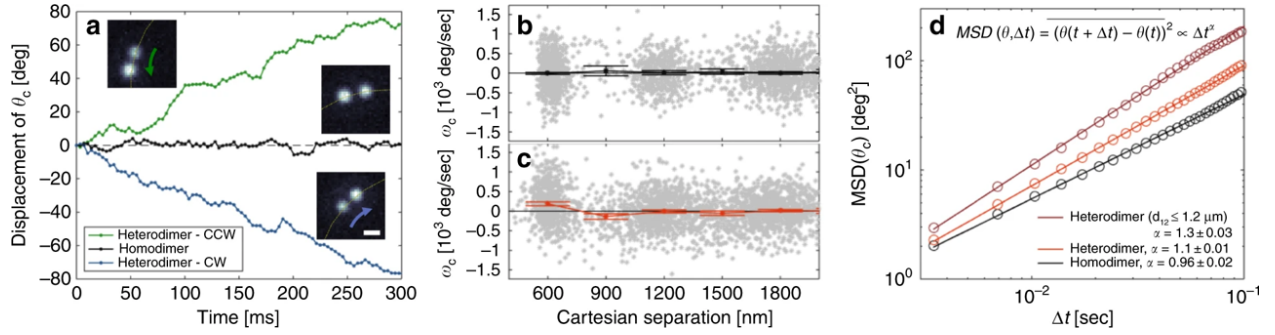 a
Displacement of θc [deg]
80
60
40
20
0
−20
−40
−60
−80
Heterodimer - CCW
Homodimer
Heterodimer - CW
0
50
100
150
200
250
300
Time [ms]
b
ωc [10³ deg/sec]
1.5
1
0.5
0
−0.5
−1
−1.5
c
ωc [10³ deg/sec]
1.5
1
0.5
0
−0.5
−1
−1.5
600
900
1200
1500
1800
Cartesian separation [nm]
d
MSD (θ,Δt) = (θ(t + Δt) − θ(t))² ∝ Δtᵅ
MSD(θc) [deg²]
10²
10¹
10⁰
Heterodimer (d₁₂ ≤ 1.2 μm)
α = 1.3 ± 0.03
Heterodimer, α = 1.1 ± 0.01
Homodimer, α = 0.96 ± 0.02
10⁻²
10⁻¹
Δt [sec]